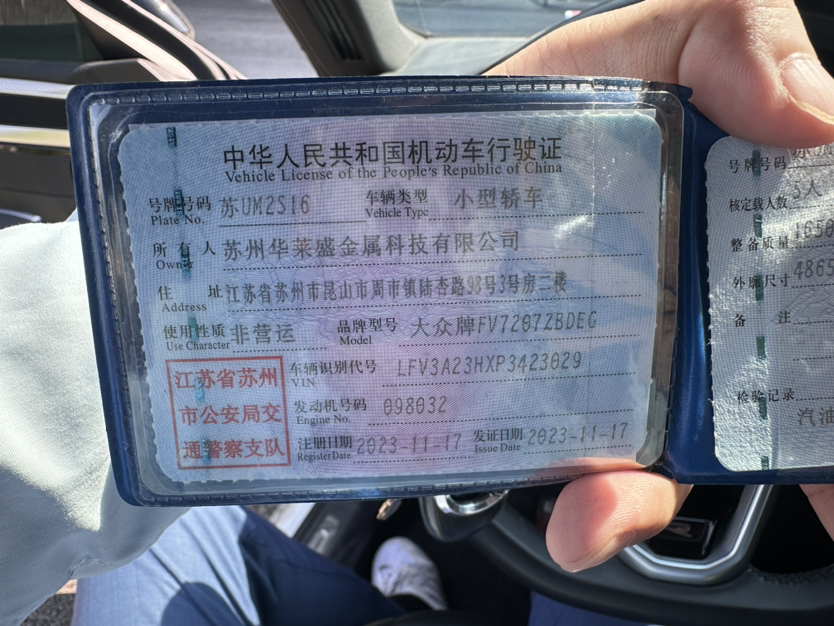 中华人民共和国机动车行驶证
Vehicle License of the People's Republic of China
号牌号码 苏UM2S16 车辆类型 小型轿车
Plate No. Vehicle Type
所有人 苏州华莱盛金属科技有限公司
Owner
住址 江苏省苏州市昆山市周市镇陆杏路98号3号房二楼
Address
使用性质 非营运 品牌型号 大众牌FV7207ZBDEG
Use Character Model
江苏省苏州
市公安局交
通警察支队
车辆识别代号 LFV3A23HXP3423029
VIN
发动机号码 098032
Engine No.
注册日期 2023-11-17 发证日期 2023-11-17
Register Date Issue Date
号牌号码
核定载人数 5人
整备质量
外廓尺寸
备注
检验记录
汽油